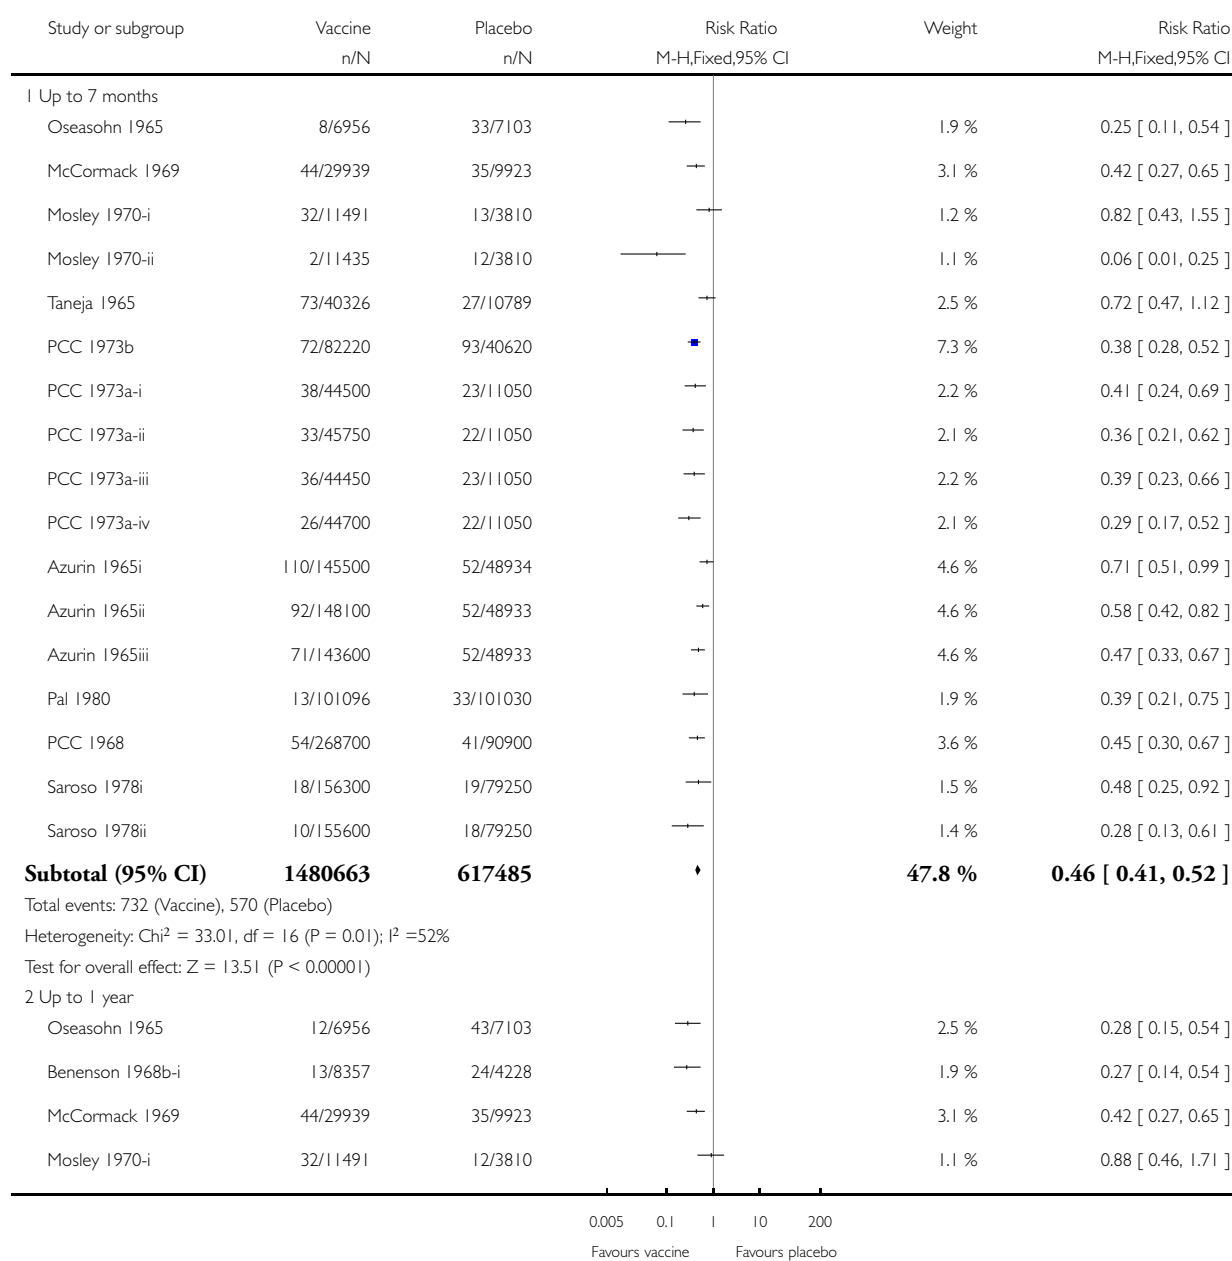 Study or subgroup Vaccine Placebo Risk Ratio Weight Risk Ratio
n/N n/N M-H,Fixed,95% CI M-H,Fixed,95% CI
1 Up to 7 months
Oseasohn 1965 8/6956 33/7103 1.9 % 0.25 [ 0.11, 0.54 ]
McCormack 1969 44/29939 35/9923 3.1 % 0.42 [ 0.27, 0.65 ]
Mosley 1970-i 32/11491 13/3810 1.2 % 0.82 [ 0.43, 1.55 ]
Mosley 1970-ii 2/11435 12/3810 1.1 % 0.06 [ 0.01, 0.25 ]
Taneja 1965 73/40326 27/10789 2.5 % 0.72 [ 0.47, 1.12 ]
PCC 1973b 72/82220 93/40620 7.3 % 0.38 [ 0.28, 0.52 ]
PCC 1973a-i 38/44500 23/11050 2.2 % 0.41 [ 0.24, 0.69 ]
PCC 1973a-ii 33/45750 22/11050 2.1 % 0.36 [ 0.21, 0.62 ]
PCC 1973a-iii 36/44450 23/11050 2.2 % 0.39 [ 0.23, 0.66 ]
PCC 1973a-iv 26/44700 22/11050 2.1 % 0.29 [ 0.17, 0.52 ]
Azurin 1965i 110/145500 52/48934 4.6 % 0.71 [ 0.51, 0.99 ]
Azurin 1965ii 92/148100 52/48933 4.6 % 0.58 [ 0.42, 0.82 ]
Azurin 1965iii 71/143600 52/48933 4.6 % 0.47 [ 0.33, 0.67 ]
Pal 1980 13/101096 33/101030 1.9 % 0.39 [ 0.21, 0.75 ]
PCC 1968 54/268700 41/90900 3.6 % 0.45 [ 0.30, 0.67 ]
Saroso 1978i 18/156300 19/79250 1.5 % 0.48 [ 0.25, 0.92 ]
Saroso 1978ii 10/155600 18/79250 1.4 % 0.28 [ 0.13, 0.61 ]
Subtotal (95% CI) 1480663 617485 47.8 % 0.46 [ 0.41, 0.52 ]
Total events: 732 (Vaccine), 570 (Placebo)
Heterogeneity: Chi² = 33.01, df = 16 (P = 0.01); I² =52%
Test for overall effect: Z = 13.51 (P < 0.00001)
2 Up to 1 year
Oseasohn 1965 12/6956 43/7103 2.5 % 0.28 [ 0.15, 0.54 ]
Benenson 1968b-i 13/8357 24/4228 1.9 % 0.27 [ 0.14, 0.54 ]
McCormack 1969 44/29939 35/9923 3.1 % 0.42 [ 0.27, 0.65 ]
Mosley 1970-i 32/11491 12/3810 1.1 % 0.88 [ 0.46, 1.71 ]
0.005 0.1 1 10 200
Favours vaccine Favours placebo